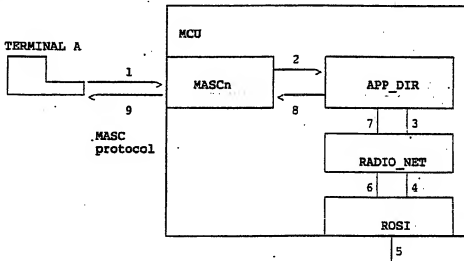 MCU
TERMINAL A
1
2
MASCn
APP_DIR
9
8
7
3
MASC
protocol
RADIO_NET
6
4
ROSI
5